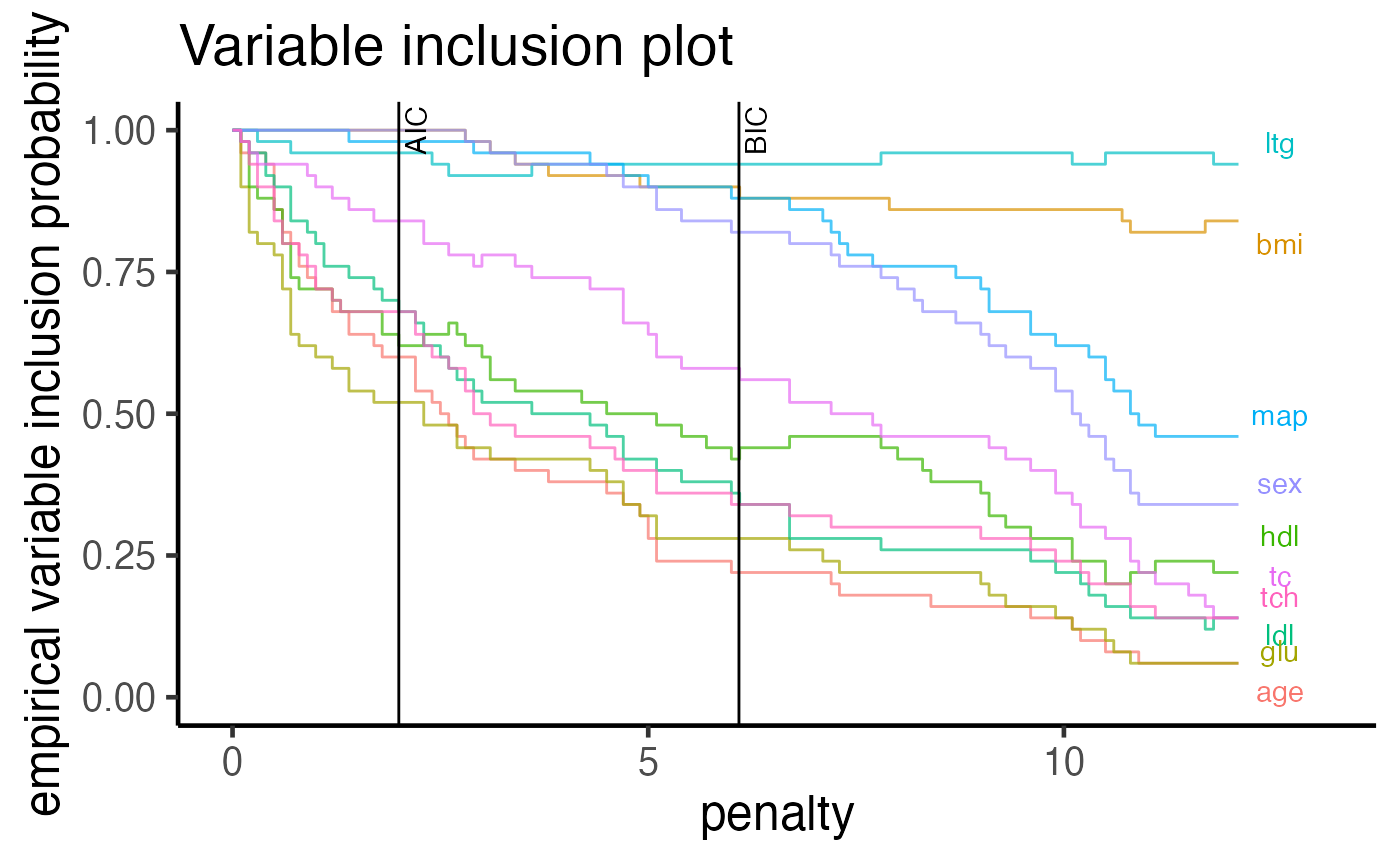 Variable inclusion plot
empirical variable inclusion probability
1.00
0.75
0.50
0.25
0.00
AIC
BIC
ltg
bmi
map
sex
hdl
tc
tch
ldl
glu
age
0
5
10
penalty